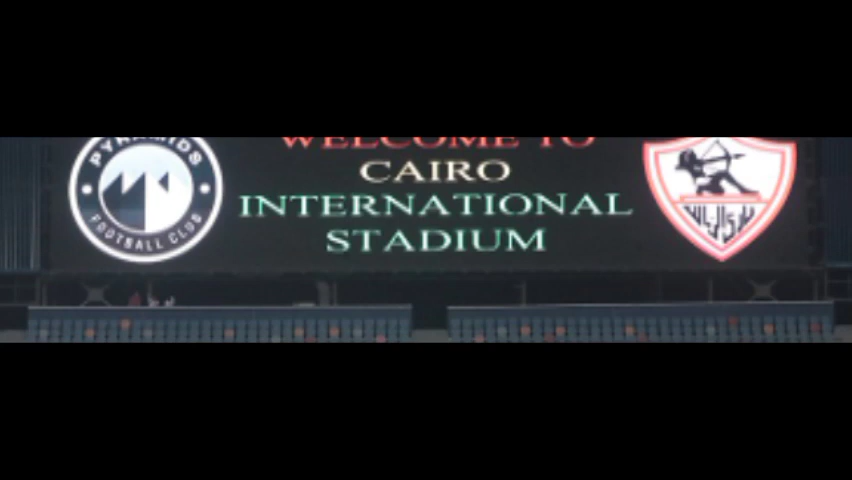 WELCOME TO
CAIRO
INTERNATIONAL
STADIUM
PYRAMIDS
FOOTBALL CLUB